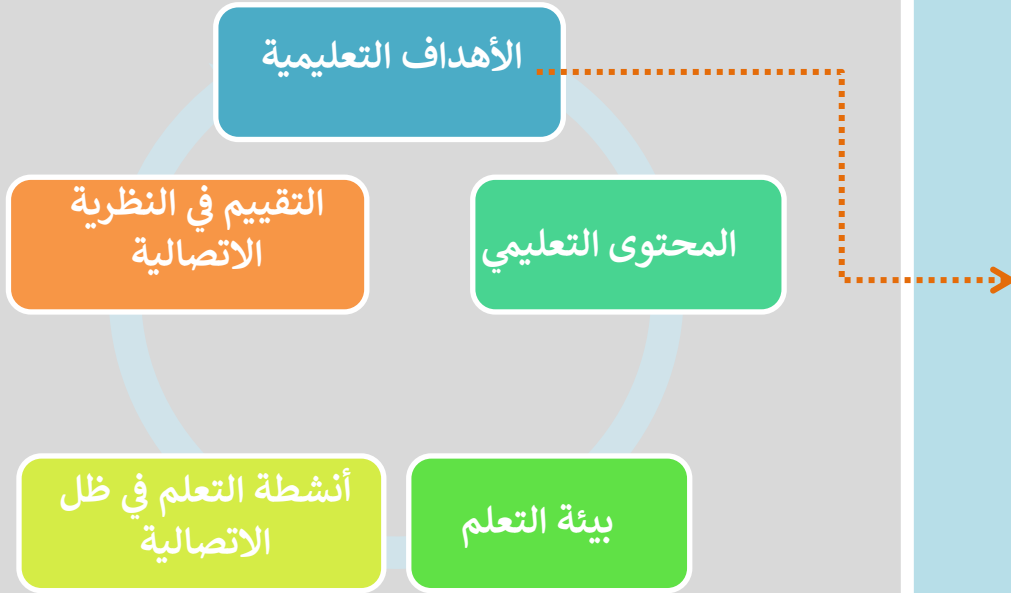 الأهداف التعليمية
المحتوى التعليمي
التقييم في النظرية
الاتصالية
بيئة التعلم
أنشطة التعلم في ظل
الاتصالية